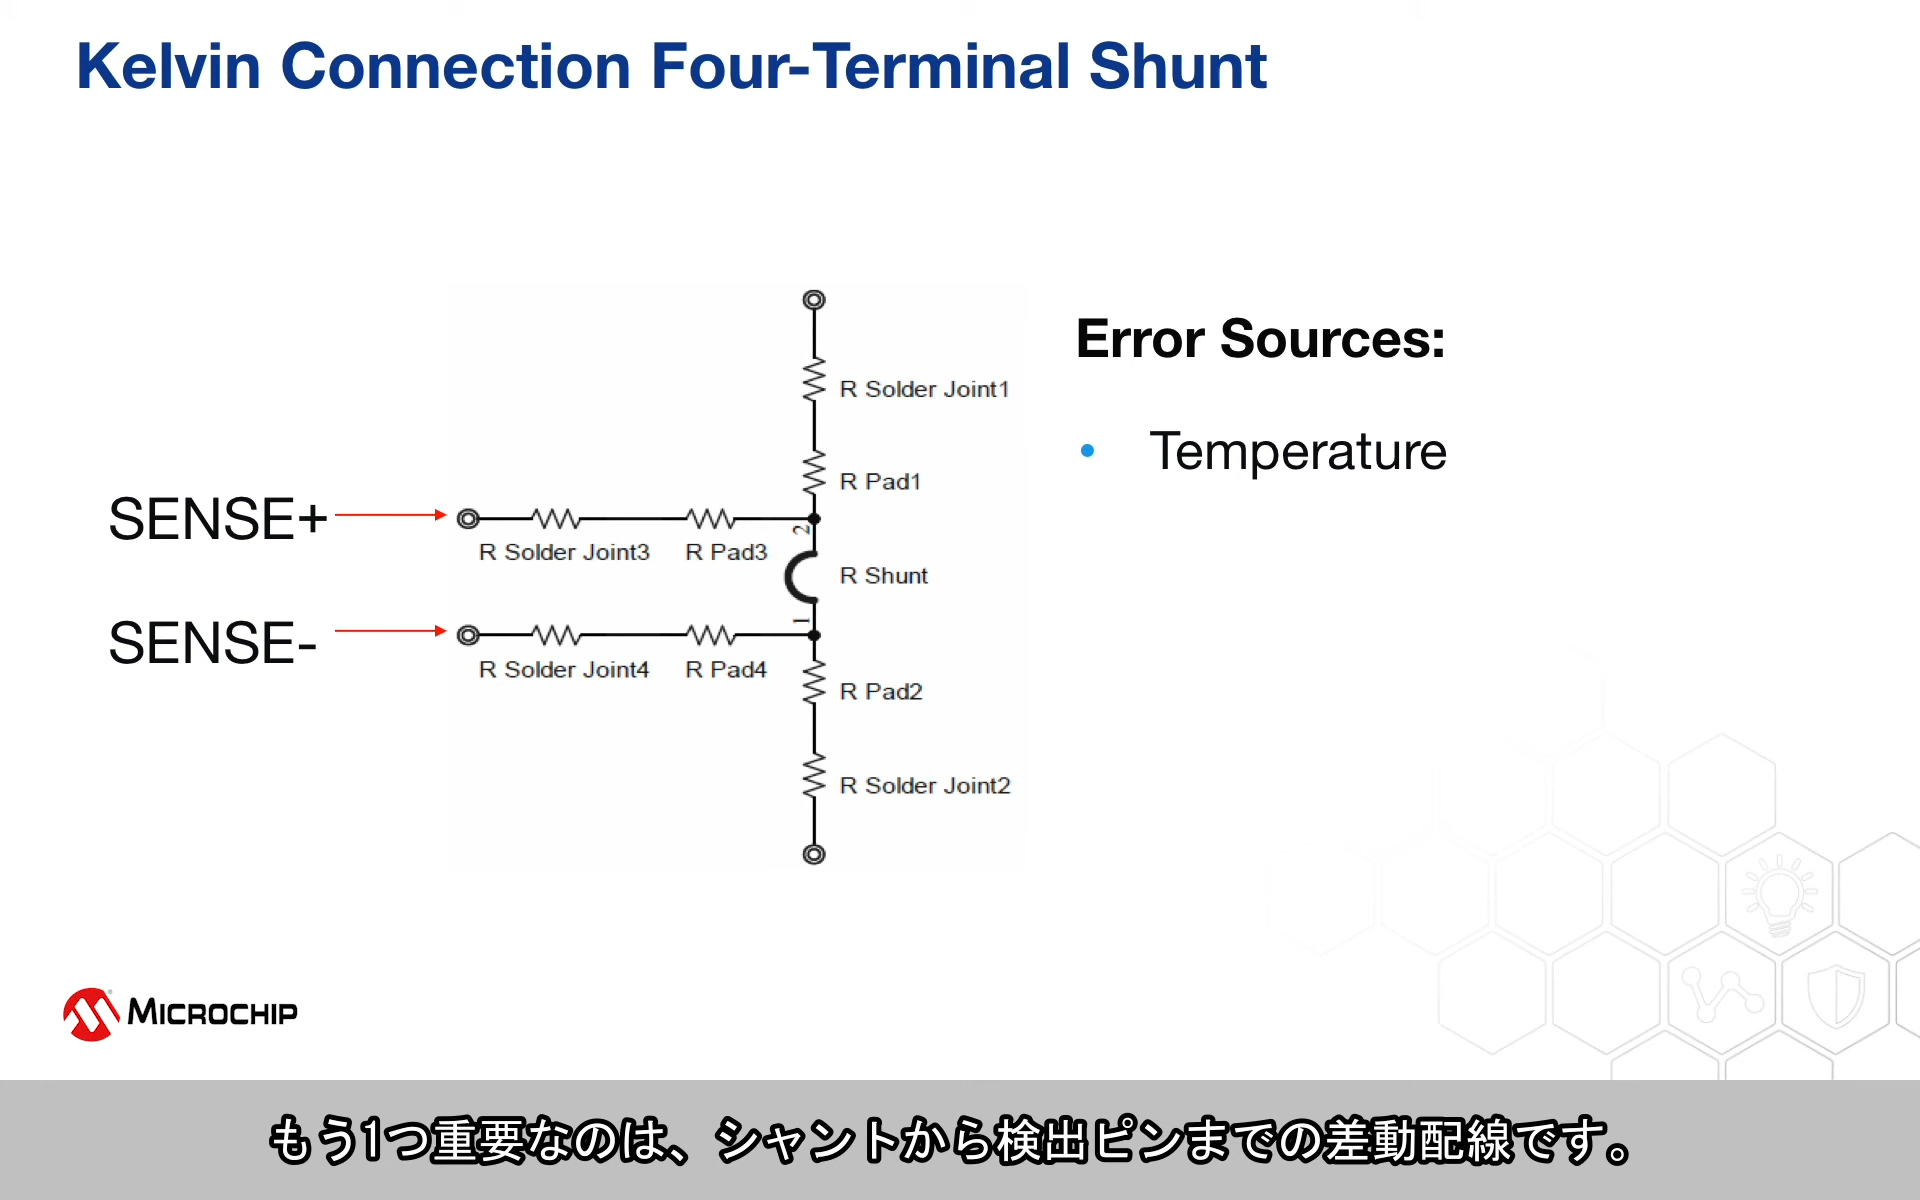 Kelvin Connection Four-Terminal Shunt
R Solder Joint1
R Pad1
SENSE+
R Solder Joint3 R Pad3
2
R Shunt
1
SENSE-
R Solder Joint4 R Pad4
R Pad2
R Solder Joint2
Error Sources:
• Temperature
MICROCHIP
もう1つ重要なのは、シャントから検出ピンまでの差動配線です。